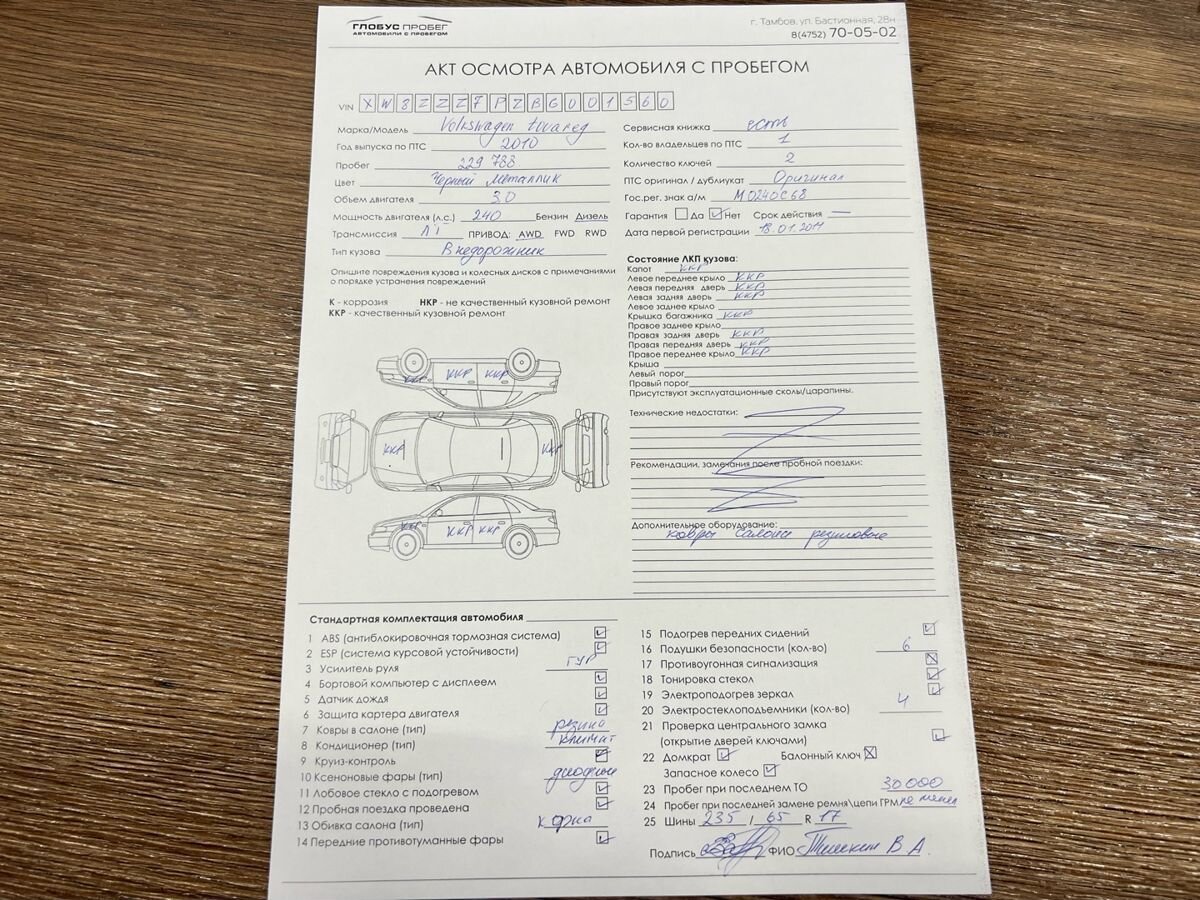 ГЛОБУС ПРОБЕГ
АВТОМОБИЛИ С ПРОБЕГОМ
г. Тамбов, ул. Бастионная, 28н
8(4752) 70-05-02
АКТ ОСМОТРА АВТОМОБИЛЯ С ПРОБЕГОМ
VIN XW8ZZZ7PZBG001560
Марка/Модель Volkswagen touareg
Год выпуска по ПТС 2010
Пробег 229 788
Цвет Черный металлик
Объем двигателя 3.0
Мощность двигателя (л.с.) 240 Бензин Дизель
Трансмиссия АТ ПРИВОД: AWD FWD RWD
Тип кузова Внедорожник
Опишите повреждения кузова и колесных дисков с примечаниями
о порядке устранения повреждений
К - коррозия НКР - не качественный кузовной ремонт
ККР - качественный кузовной ремонт
ККР ККР ККР
ККР ККР
ККР ККР ККР
Сервисная книжка есть
Кол-во владельцев по ПТС 1
Количество ключей 2
ПТС оригинал / дубликат Оригинал
Гос.рег. знак а/м М024ОС68
Гарантия Да Нет Срок действия —
Дата первой регистрации 18.01.2011
Состояние ЛКП кузова:
Капот ККР
Левое переднее крыло ККР
Левая передняя дверь ККР
Левая задняя дверь ККР
Левое заднее крыло
Крышка багажника ККР
Правое заднее крыло
Правая задняя дверь ККР
Правая передняя дверь ККР
Правое переднее крыло ККР
Крыша
Левый порог
Правый порог
Присутствуют эксплуатационные сколы/царапины.
Технические недостатки:
Рекомендации, замечания после пробной поездки:
Дополнительное оборудование:
ковры салона резиновые
Стандартная комплектация автомобиля
1 ABS (антиблокировочная тормозная система)
2 ESP (система курсовой устойчивости)
3 Усилитель руля ГУР
4 Бортовой компьютер с дисплеем
5 Датчик дождя
6 Защита картера двигателя
7 Ковры в салоне (тип) резина
8 Кондиционер (тип) климат
9 Круиз-контроль
10 Ксеноновые фары (тип) диодные
11 Лобовое стекло с подогревом
12 Пробная поездка проведена
13 Обивка салона (тип) кожа
14 Передние противотуманные фары
15 Подогрев передних сидений
16 Подушки безопасности (кол-во) 6
17 Противоугонная сигнализация
18 Тонировка стекол
19 Электроподогрев зеркал
20 Электростеклоподъемники (кол-во) 4
21 Проверка центрального замка
(открытие дверей ключами)
22 Домкрат Балонный ключ
Запасное колесо
23 Пробег при последнем ТО 30 000
24 Пробег при последней замене ремня\цепи ГРМ не менял
25 Шины 235 / 65 R 17
Подпись ФИО В А.